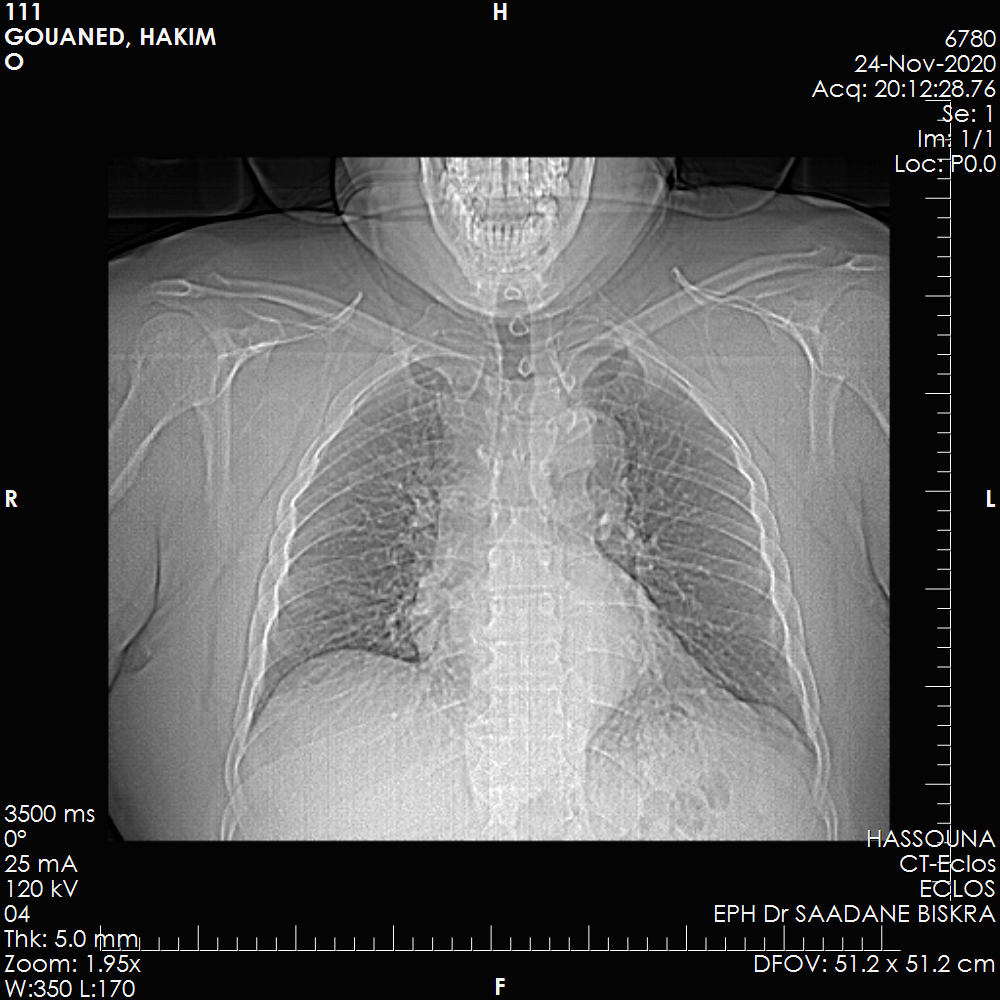 111
GOUANED, HAKIM
O
H
6780
24-Nov-2020
Acq: 20:12:28.76
Se: 1
Im: 1/1
Loc: P0.0
R
L
3500 ms
0°
25 mA
120 kV
04
Thk: 5.0 mm
Zoom: 1.95x
W:350 L:170
F
HASSOUNA
CT-Eclos
ECLOS
EPH Dr SAADANE BISKRA
DFOV: 51.2 x 51.2 cm